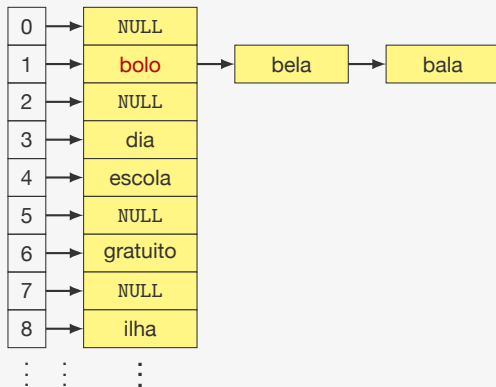 0 NULL
1 bolo bela bala
2 NULL
3 dia
4 escola
5 NULL
6 gratuito
7 NULL
8 ilha
⋮ ⋮ ⋮